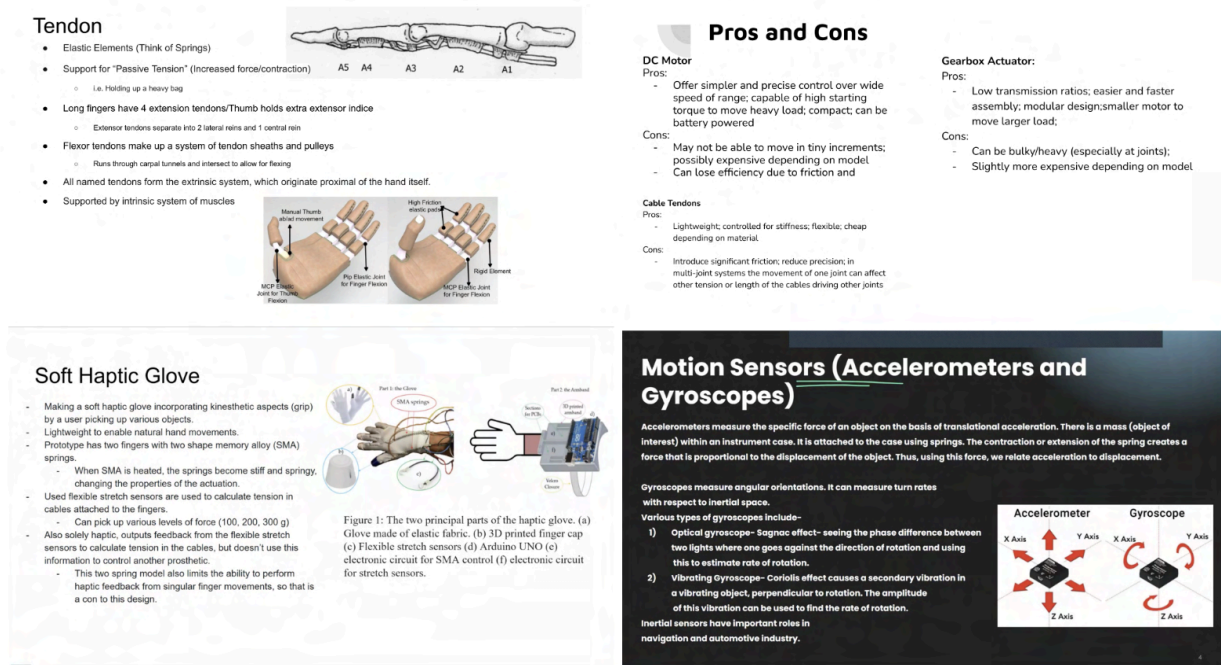 Tendon
● Elastic Elements (Think of Springs)
● Support for “Passive Tension” (Increased force/contraction)
○ i.e. Holding up a heavy bag
● Long fingers have 4 extension tendons/Thumb holds extra extensor indice
○ Extensor tendons separate into 2 lateral reins and 1 central rein
● Flexor tendons make up a system of tendon sheaths and pulleys
○ Runs through carpal tunnels and intersect to allow for flexing
● All named tendons form the extrinsic system, which originate proximal of the hand itself.
● Supported by intrinsic system of muscles
A5 A4 A3 A2 A1
Manual Thumb
abad movement
MCP Elastic
Joint for Thumb
Flexion
Pip Elastic Joint
for Finger Flexion
High Friction
elastic pads
Rigid Element
MCP Elastic Joint
for Finger Flexion
Pros and Cons
DC Motor
Pros:
- Offer simpler and precise control over wide
speed of range; capable of high starting
torque to move heavy load; compact; can be
battery powered
Cons:
- May not be able to move in tiny increments;
possibly expensive depending on model
- Can lose efficiency due to friction and
Cable Tendons
Pros:
- Lightweight; controlled for stiffness; flexible; cheap
depending on material
Cons:
- Introduce significant friction; reduce precision; in
multi-joint systems the movement of one joint can affect
other tension or length of the cables driving other joints
Gearbox Actuator:
Pros:
- Low transmission ratios; easier and faster
assembly; modular design;smaller motor to
move larger load;
Cons:
- Can be bulky/heavy (especially at joints);
- Slightly more expensive depending on model
Soft Haptic Glove
- Making a soft haptic glove incorporating kinesthetic aspects (grip)
by a user picking up various objects.
- Lightweight to enable natural hand movements.
- Prototype has two fingers with two shape memory alloy (SMA)
springs.
- When SMA is heated, the springs become stiff and springy,
changing the properties of the actuation.
- Used flexible stretch sensors are used to calculate tension in
cables attached to the fingers.
- Can pick up various levels of force (100, 200, 300 g)
- Also solely haptic, outputs feedback from the flexible stretch
sensors to calculate tension in the cables, but doesn't use this
information to control another prosthetic.
- This two spring model also limits the ability to perform
haptic feedback from singular finger movements, so that is
a con to this design.
Part 1: the Glove
SMA springs
Part 2: the Armband
Sections
for PCBs
3D printed
armband
Velcro
Closure
Figure 1: The two principal parts of the haptic glove. (a)
Glove made of elastic fabric. (b) 3D printed finger cap
(c) Flexible stretch sensors (d) Arduino UNO (e)
electronic circuit for SMA control (f) electronic circuit
for stretch sensors.
Motion Sensors (Accelerometers and
Gyroscopes)
Accelerometers measure the specific force of an object on the basis of translational acceleration. There is a mass (object of
interest) within an instrument case. It is attached to the case using springs. The contraction or extension of the spring creates a
force that is proportional to the displacement of the object. Thus, using this force, we relate acceleration to displacement.
Gyroscopes measure angular orientations. It can measure turn rates
with respect to inertial space.
Various types of gyroscopes include-
1) Optical gyroscope- Sagnac effect- seeing the phase difference between
two lights where one goes against the direction of rotation and using
this to estimate rate of rotation.
2) Vibrating Gyroscope- Coriolis effect causes a secondary vibration in
a vibrating object, perpendicular to rotation. The amplitude
of this vibration can be used to find the rate of rotation.
Inertial sensors have important roles in
navigation and automotive industry.
Accelerometer
X Axis
Y Axis
Z Axis
Gyroscope
X Axis
Y Axis
Z Axis
4